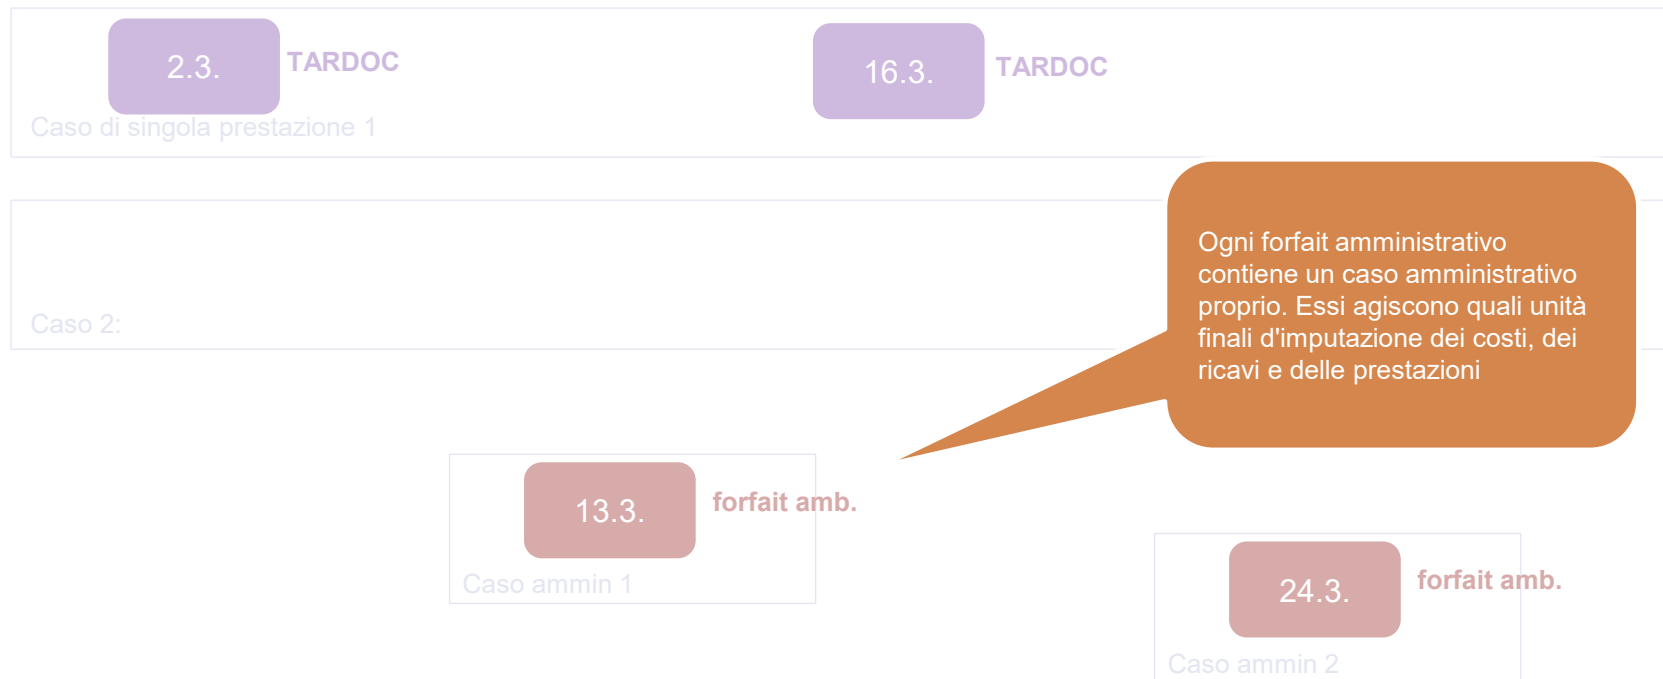 2.3.
TARDOC
16.3.
TARDOC
Caso di singola prestazione 1
Ogni forfait amministrativo
contiene un caso amministrativo
proprio. Essi agiscono quali unità
finali d'imputazione dei costi, dei
ricavi e delle prestazioni
Caso 2:
13.3.
forfait amb.
Caso ammin 1
24.3.
forfait amb.
Caso ammin 2